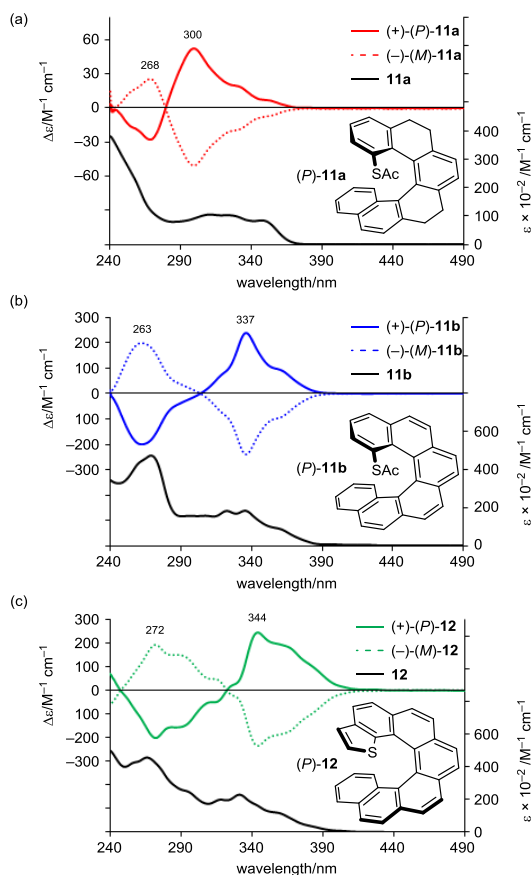 (a)
60
30
0
–30
–60
Δε/M⁻¹ cm⁻¹
268
300
(+)-(P)-11a
(–)-(M)-11a
11a
(P)-11a
SAc
400
300
200
100
0
ε × 10⁻² /M⁻¹ cm⁻¹
240 290 340 390 440 490
wavelength/nm
(b)
300
200
100
0
100
–200
–300
Δε/M⁻¹ cm⁻¹
263
337
(+)-(P)-11b
(–)-(M)-11b
11b
(P)-11b
SAc
600
400
200
0
ε × 10⁻² /M⁻¹ cm⁻¹
240 290 340 390 440 490
wavelength/nm
(c)
300
200
100
0
100
–200
–300
Δε/M⁻¹ cm⁻¹
272
344
(+)-(P)-12
(–)-(M)-12
12
(P)-12
S
800
600
400
200
0
ε × 10⁻² /M⁻¹ cm⁻¹
240 290 340 390 440 490
wavelength/nm